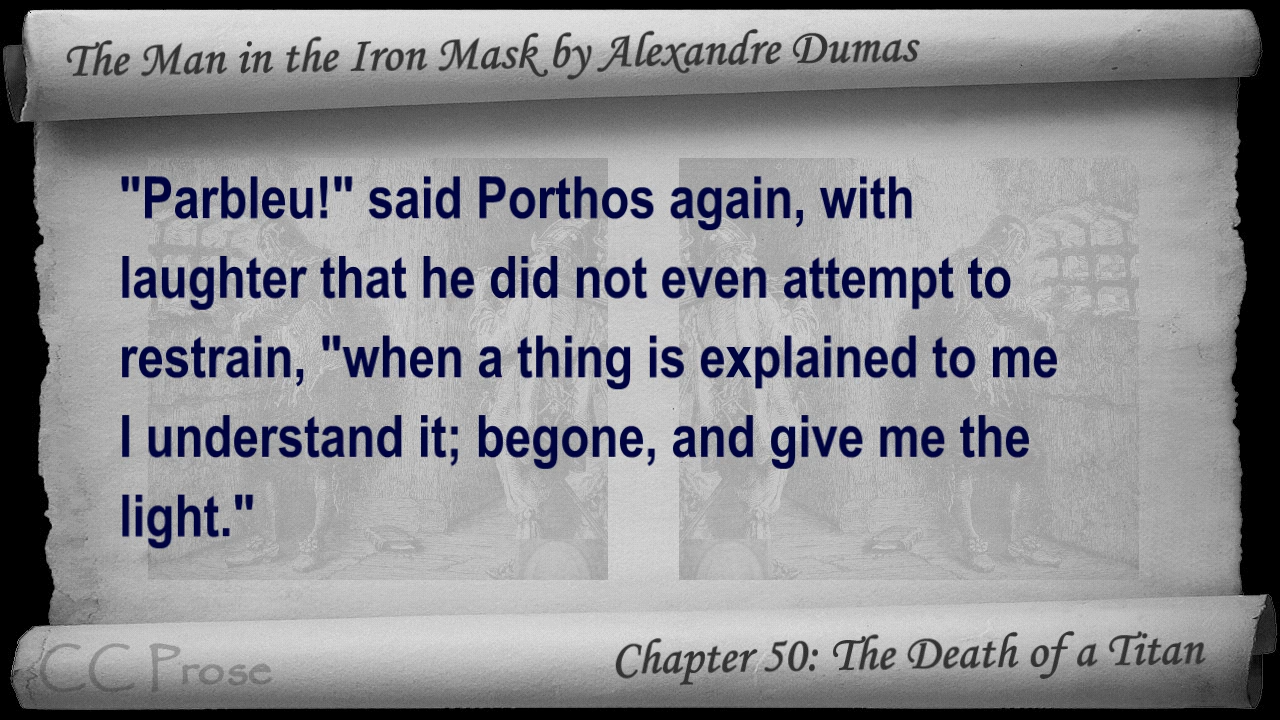 The Man in the Iron Mask by Alexandre Dumas
"Parbleu!" said Porthos again, with
laughter that he did not even attempt to
restrain, "when a thing is explained to me
I understand it; begone, and give me the
light."
CC Prose
Chapter 50: The Death of a Titan